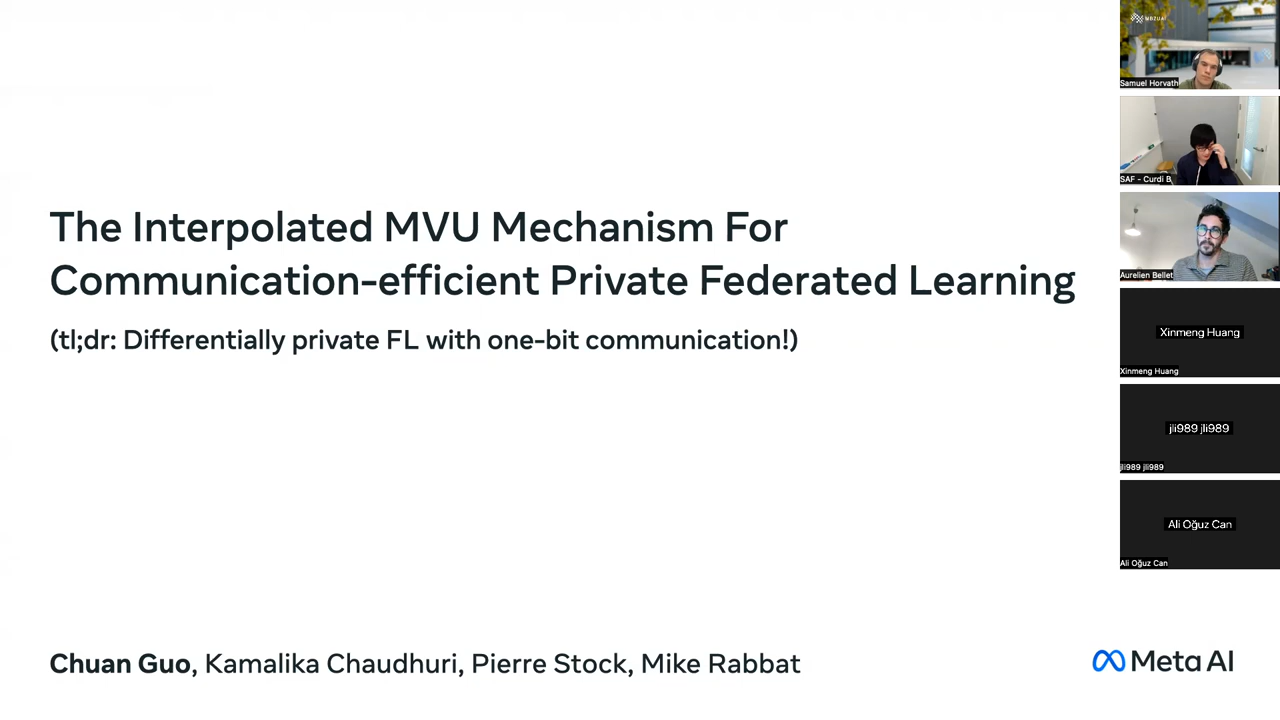 The Interpolated MVU Mechanism For
Communication-efficient Private Federated Learning
(tl;dr: Differentially private FL with one-bit communication!)
Chuan Guo, Kamalika Chaudhuri, Pierre Stock, Mike Rabbat
Meta AI
MBZUAI
Samuel Horvath
SAF - Curdi B
Aurelien Bellet
Xinmeng Huang
Xinmeng Huang
jli989 jli989
jli989 jli989
Ali Oğuz Can
Ali Oğuz Can